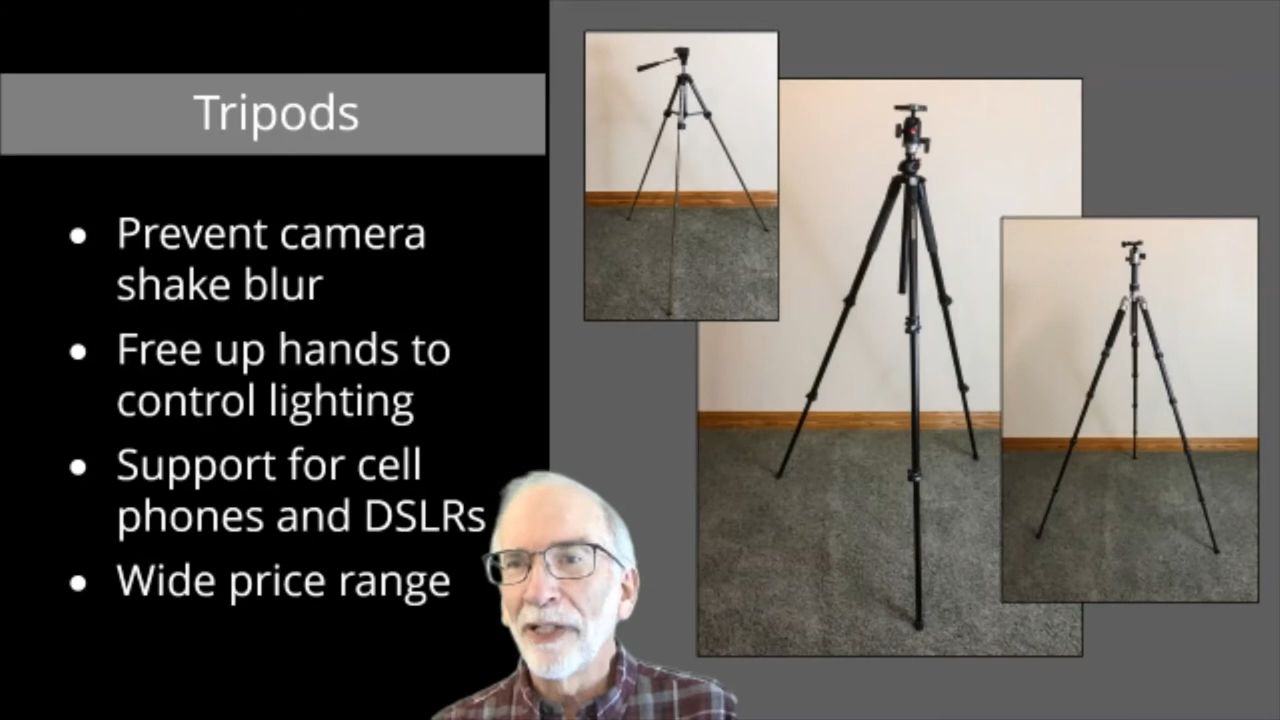 Tripods
Prevent camera
shake blur
Free up hands to
control lighting
Support for cell
phones and DSLRs
Wide price range